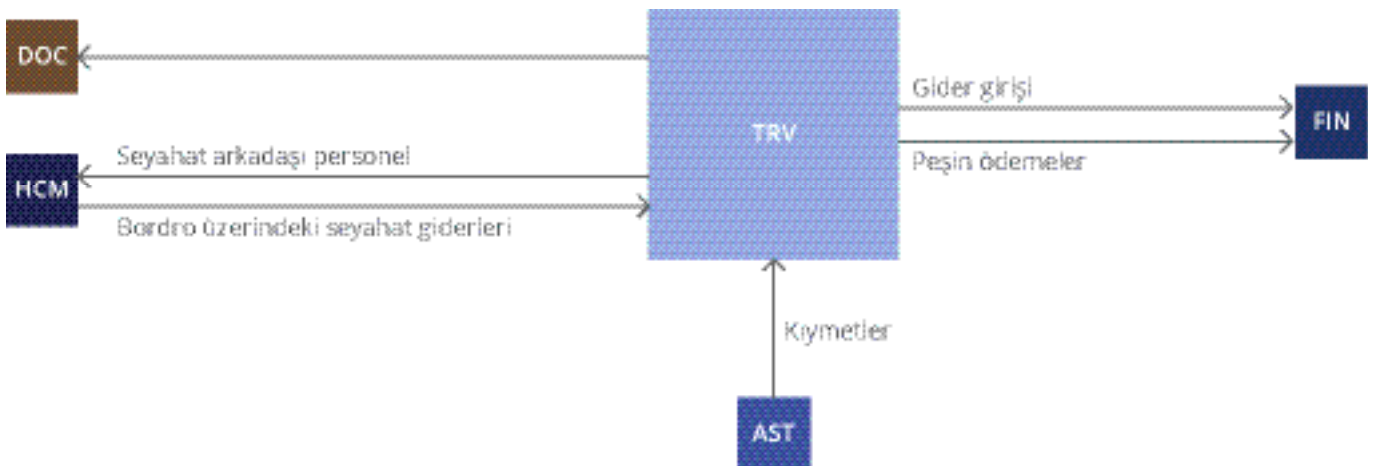 DOC
TRV
Gider girişi
FIN
Peşin ödemeler
Seyahat arkadaşı personel
HCM
Bordro üzerindeki seyahat giderleri
Kıymetler
AST